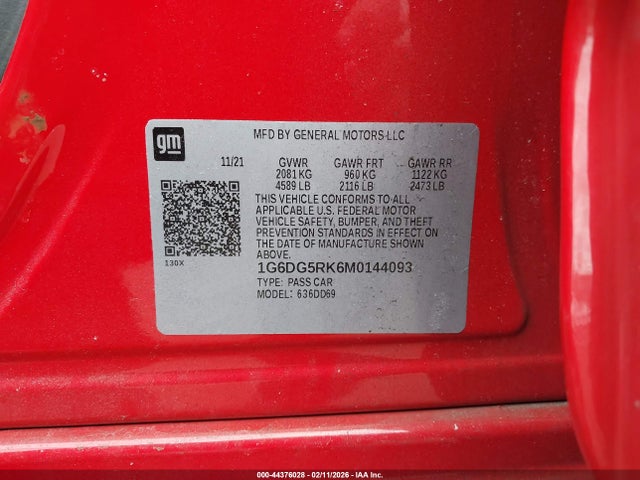 gm
MFD BY GENERAL MOTORS LLC
11/21 GVWR GAWR FRT GAWR RR
2081 KG 960 KG 1122 KG
4589 LB 2116 LB 2473 LB
THIS VEHICLE CONFORMS TO ALL
APPLICABLE U.S. FEDERAL MOTOR
VEHICLE SAFETY, BUMPER, AND THEFT
PREVENTION STANDARDS IN EFFECT ON
THE DATE OF MANUFACTURE SHOWN
ABOVE.
130X
1G6DG5RK6M0144093
TYPE: PASS CAR
MODEL: 636DD69
000-44376028 - 02/11/2026 - IAA Inc.